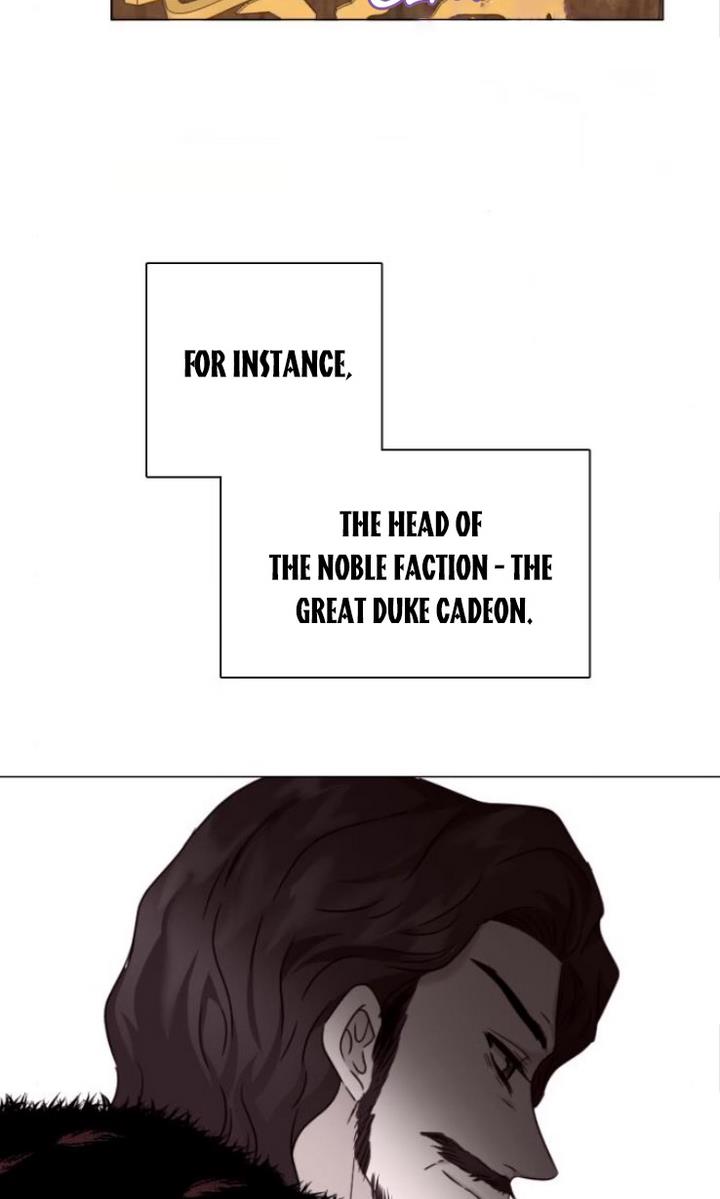 FOR INSTANCE,
THE HEAD OF
THE NOBLE FACTION - THE
GREAT DUKE CADEON.